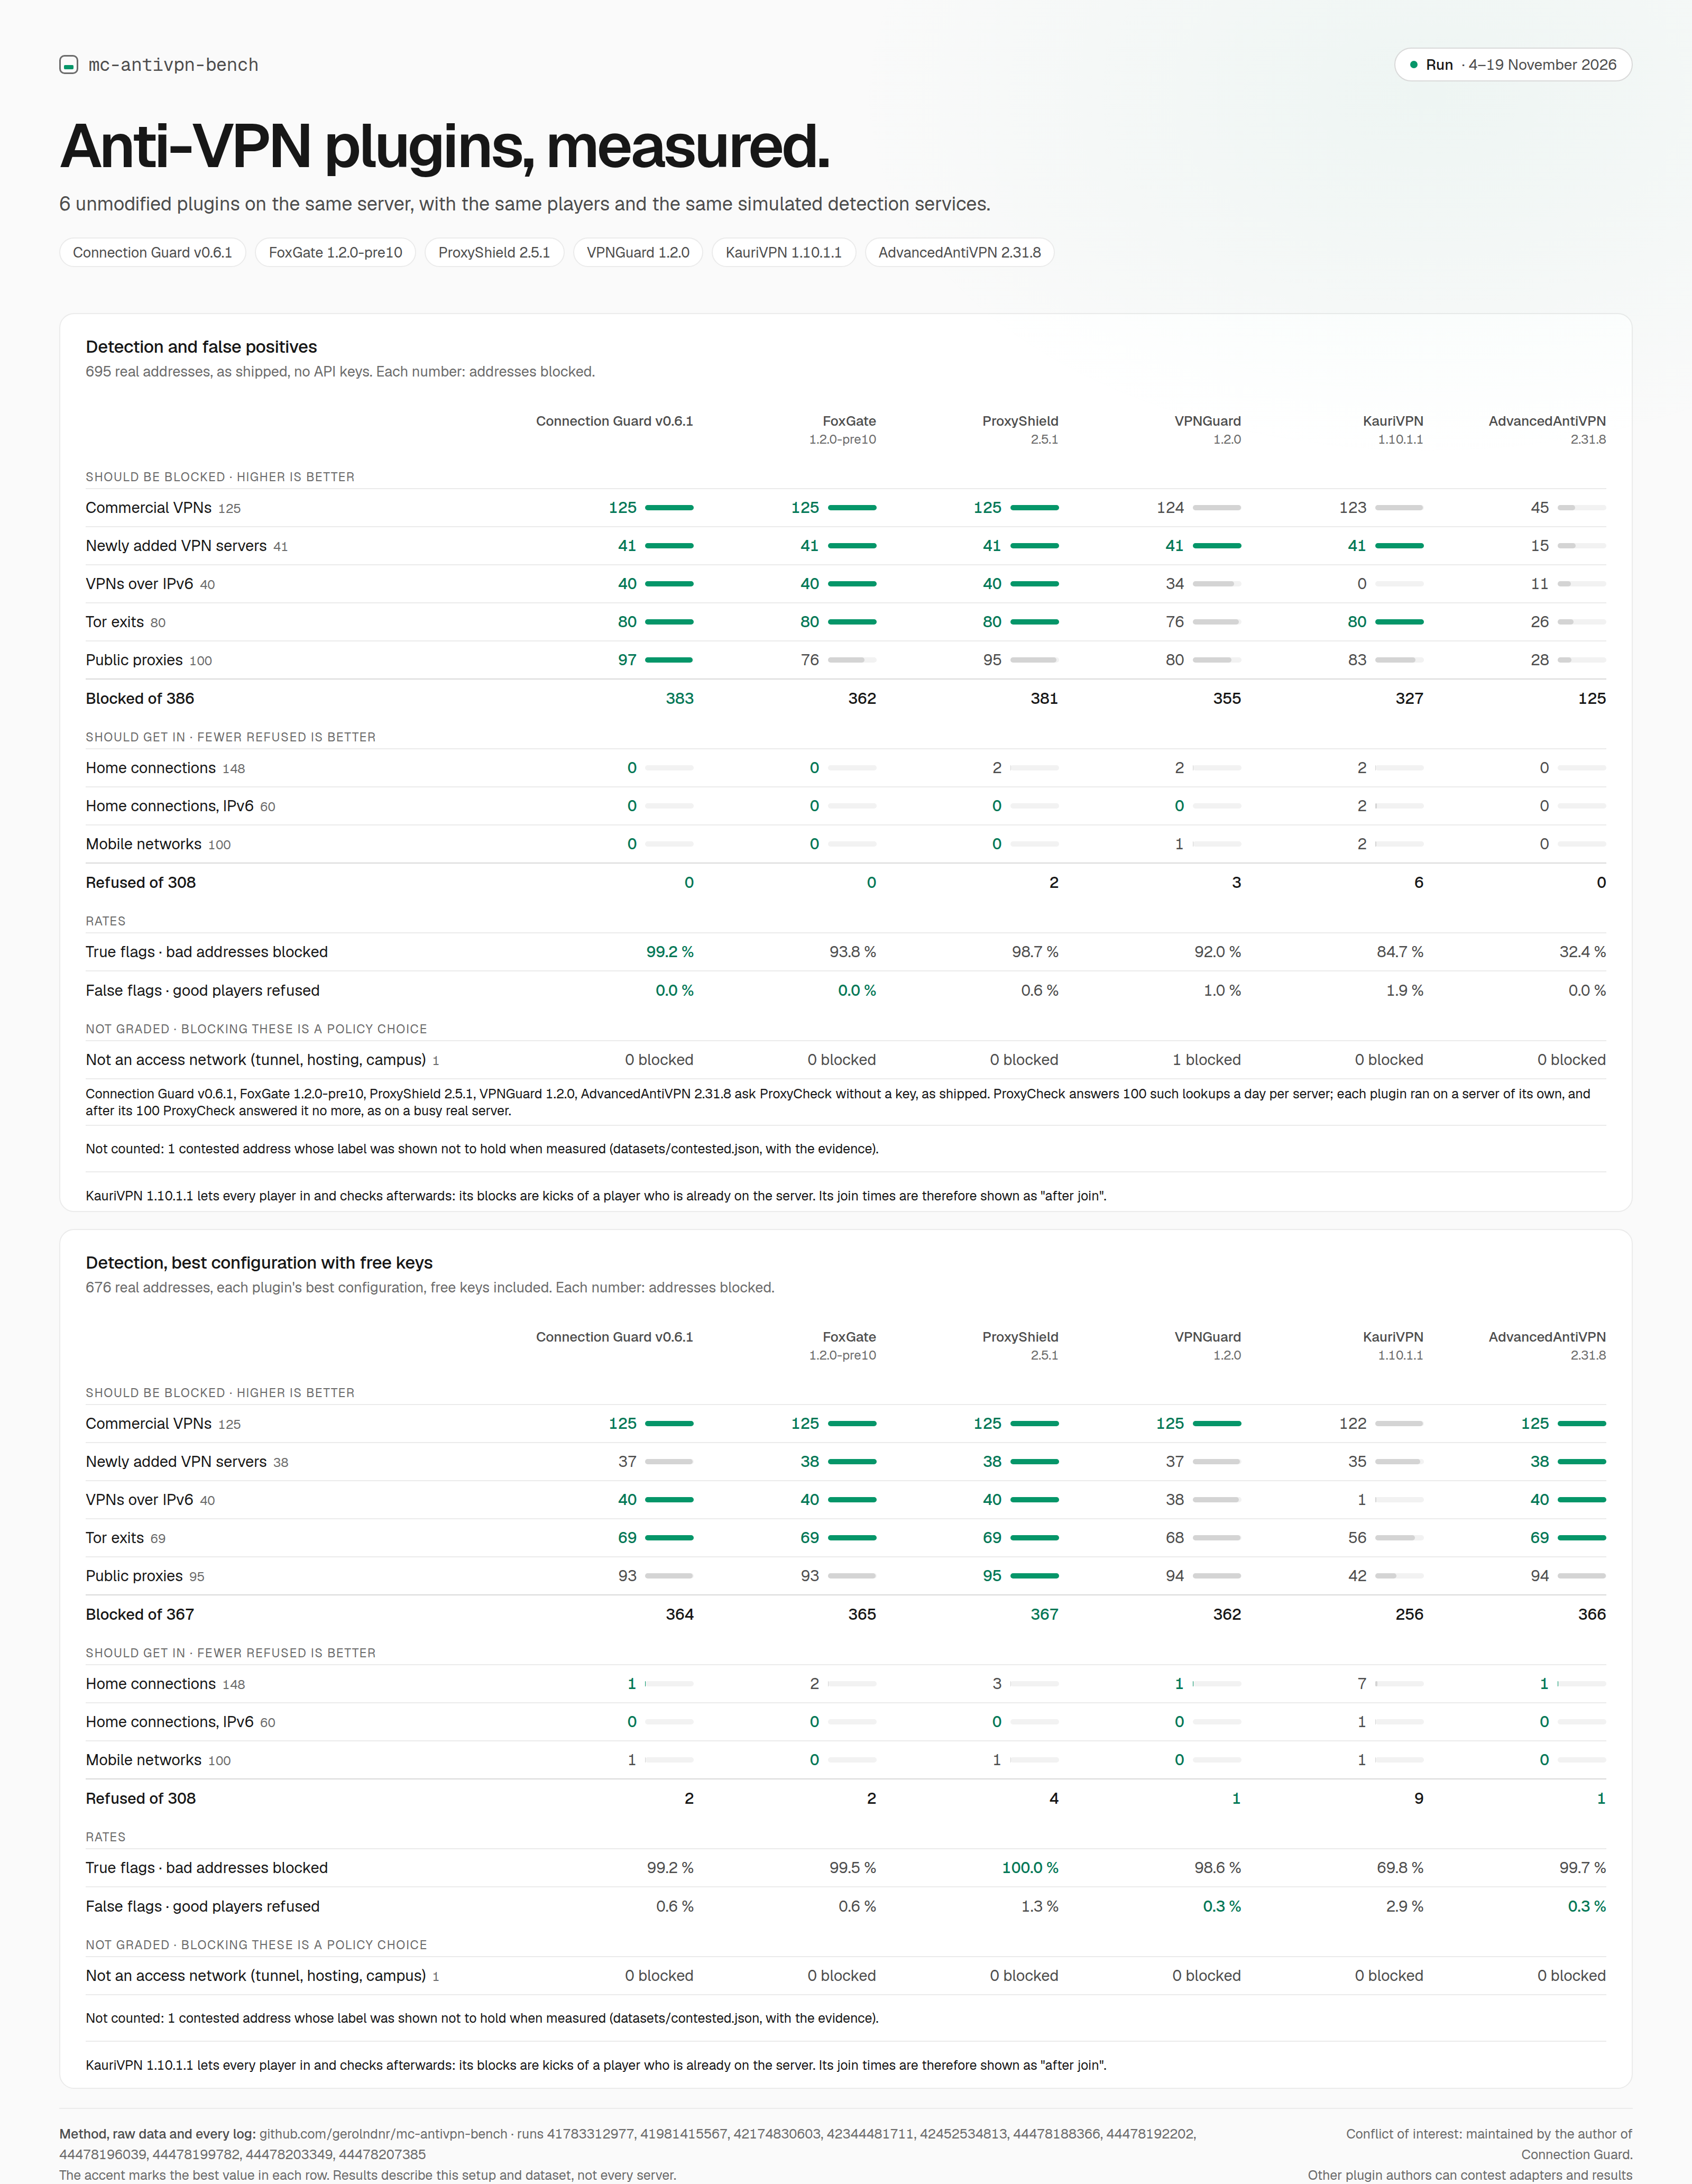 mc-antivpn-bench
Run · 4–19 November 2026
Anti-VPN plugins, measured.
6 unmodified plugins on the same server, with the same players and the same simulated detection services.
Connection Guard v0.6.1 FoxGate 1.2.0-pre10 ProxyShield 2.5.1 VPNGuard 1.2.0 KauriVPN 1.10.1.1 AdvancedAntiVPN 2.31.8
Detection and false positives
695 real addresses, as shipped, no API keys. Each number: addresses blocked.
Connection Guard v0.6.1 FoxGate ProxyShield VPNGuard KauriVPN AdvancedAntiVPN
1.2.0-pre10 2.5.1 1.2.0 1.10.1.1 2.31.8
SHOULD BE BLOCKED · HIGHER IS BETTER
Commercial VPNs 125 125 125 125 124 123 45
Newly added VPN servers 41 41 41 41 41 41 15
VPNs over IPv6 40 40 40 40 34 0 11
Tor exits 80 80 80 80 76 80 26
Public proxies 100 97 76 95 80 83 28
Blocked of 386 383 362 381 355 327 125
SHOULD GET IN · FEWER REFUSED IS BETTER
Home connections 148 0 0 2 2 2 0
Home connections, IPv6 60 0 0 0 0 2 0
Mobile networks 100 0 0 0 1 2 0
Refused of 308 0 0 2 3 6 0
RATES
True flags · bad addresses blocked 99.2 % 93.8 % 98.7 % 92.0 % 84.7 % 32.4 %
False flags · good players refused 0.0 % 0.0 % 0.6 % 1.0 % 1.9 % 0.0 %
NOT GRADED · BLOCKING THESE IS A POLICY CHOICE
Not an access network (tunnel, hosting, campus) 1 0 blocked 0 blocked 0 blocked 1 blocked 0 blocked 0 blocked
Connection Guard v0.6.1, FoxGate 1.2.0-pre10, ProxyShield 2.5.1, VPNGuard 1.2.0, AdvancedAntiVPN 2.31.8 ask ProxyCheck without a key, as shipped. ProxyCheck answers 100 such lookups a day per server; each plugin ran on a server of its own, and
after its 100 ProxyCheck answered it no more, as on a busy real server.
Not counted: 1 contested address whose label was shown not to hold when measured (datasets/contested.json, with the evidence).
KauriVPN 1.10.1.1 lets every player in and checks afterwards: its blocks are kicks of a player who is already on the server. Its join times are therefore shown as "after join".
Detection, best configuration with free keys
676 real addresses, each plugin's best configuration, free keys included. Each number: addresses blocked.
Connection Guard v0.6.1 FoxGate ProxyShield VPNGuard KauriVPN AdvancedAntiVPN
1.2.0-pre10 2.5.1 1.2.0 1.10.1.1 2.31.8
SHOULD BE BLOCKED · HIGHER IS BETTER
Commercial VPNs 125 125 125 125 125 122 125
Newly added VPN servers 38 37 38 38 37 35 38
VPNs over IPv6 40 40 40 40 38 1 40
Tor exits 69 69 69 69 68 56 69
Public proxies 95 93 93 95 94 42 94
Blocked of 367 364 365 367 362 256 366
SHOULD GET IN · FEWER REFUSED IS BETTER
Home connections 148 1 2 3 1 7 1
Home connections, IPv6 60 0 0 0 0 1 0
Mobile networks 100 1 0 1 0 1 0
Refused of 308 2 2 4 1 9 1
RATES
True flags · bad addresses blocked 99.2 % 99.5 % 100.0 % 98.6 % 69.8 % 99.7 %
False flags · good players refused 0.6 % 0.6 % 1.3 % 0.3 % 2.9 % 0.3 %
NOT GRADED · BLOCKING THESE IS A POLICY CHOICE
Not an access network (tunnel, hosting, campus) 1 0 blocked 0 blocked 0 blocked 0 blocked 0 blocked 0 blocked
Not counted: 1 contested address whose label was shown not to hold when measured (datasets/contested.json, with the evidence).
KauriVPN 1.10.1.1 lets every player in and checks afterwards: its blocks are kicks of a player who is already on the server. Its join times are therefore shown as "after join".
Method, raw data and every log: github.com/gerolndnr/mc-antivpn-bench · runs 41783312977, 41981415567, 42174830603, 42344481711, 42452534813, 44478188366, 44478192202,
44478196039, 44478199782, 44478203349, 44478207385
The accent marks the best value in each row. Results describe this setup and dataset, not every server.
Conflict of interest: maintained by the author of
Connection Guard.
Other plugin authors can contest adapters and results